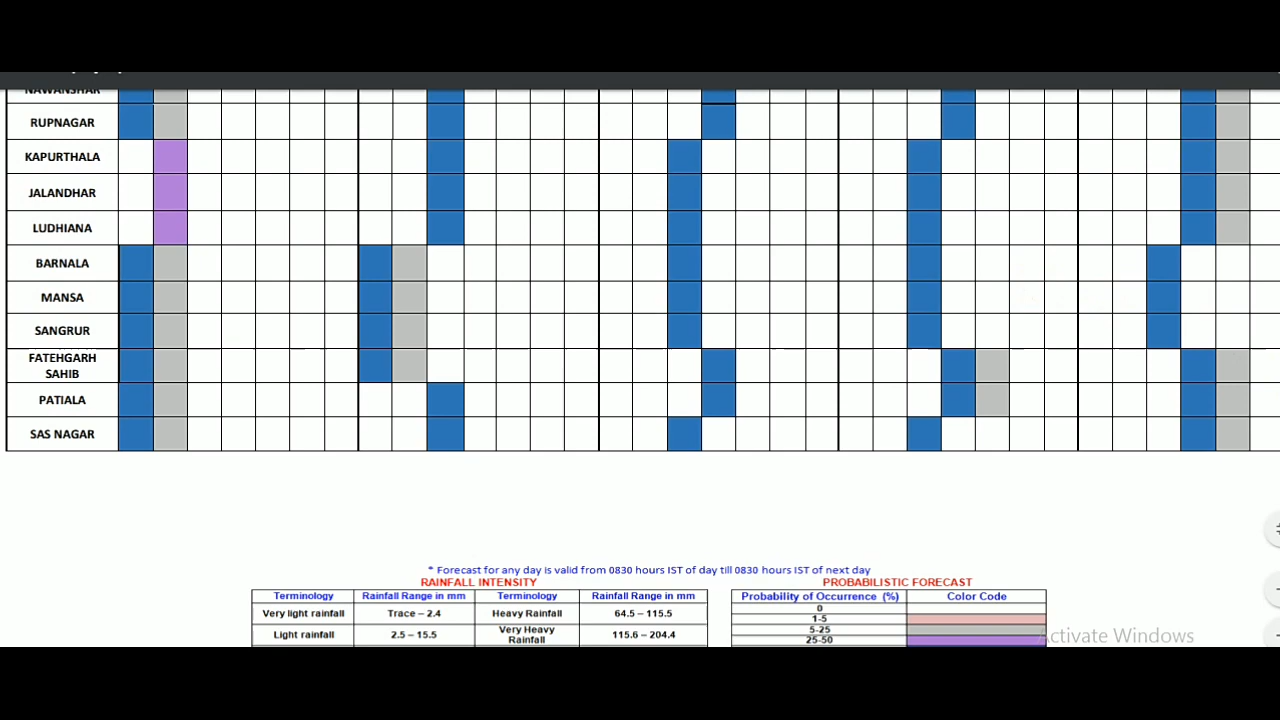 NAWANSHAR
RUPNAGAR
KAPURTHALA
JALANDHAR
LUDHIANA
BARNALA
MANSA
SANGRUR
FATEHGARH
SAHIB
PATIALA
SAS NAGAR
* Forecast for any day is valid from 0830 hours IST of day till 0830 hours IST of next day
RAINFALL INTENSITY
Terminology Rainfall Range in mm Terminology Rainfall Range in mm
Very light rainfall Trace – 2.4 Heavy Rainfall 64.5 – 115.5
Light rainfall 2.5 – 15.5 Very Heavy Rainfall 115.6 – 204.4
PROBABILISTIC FORECAST
Probability of Occurrence (%) Color Code
0
1-5
5-25
25-50
Activate Windows